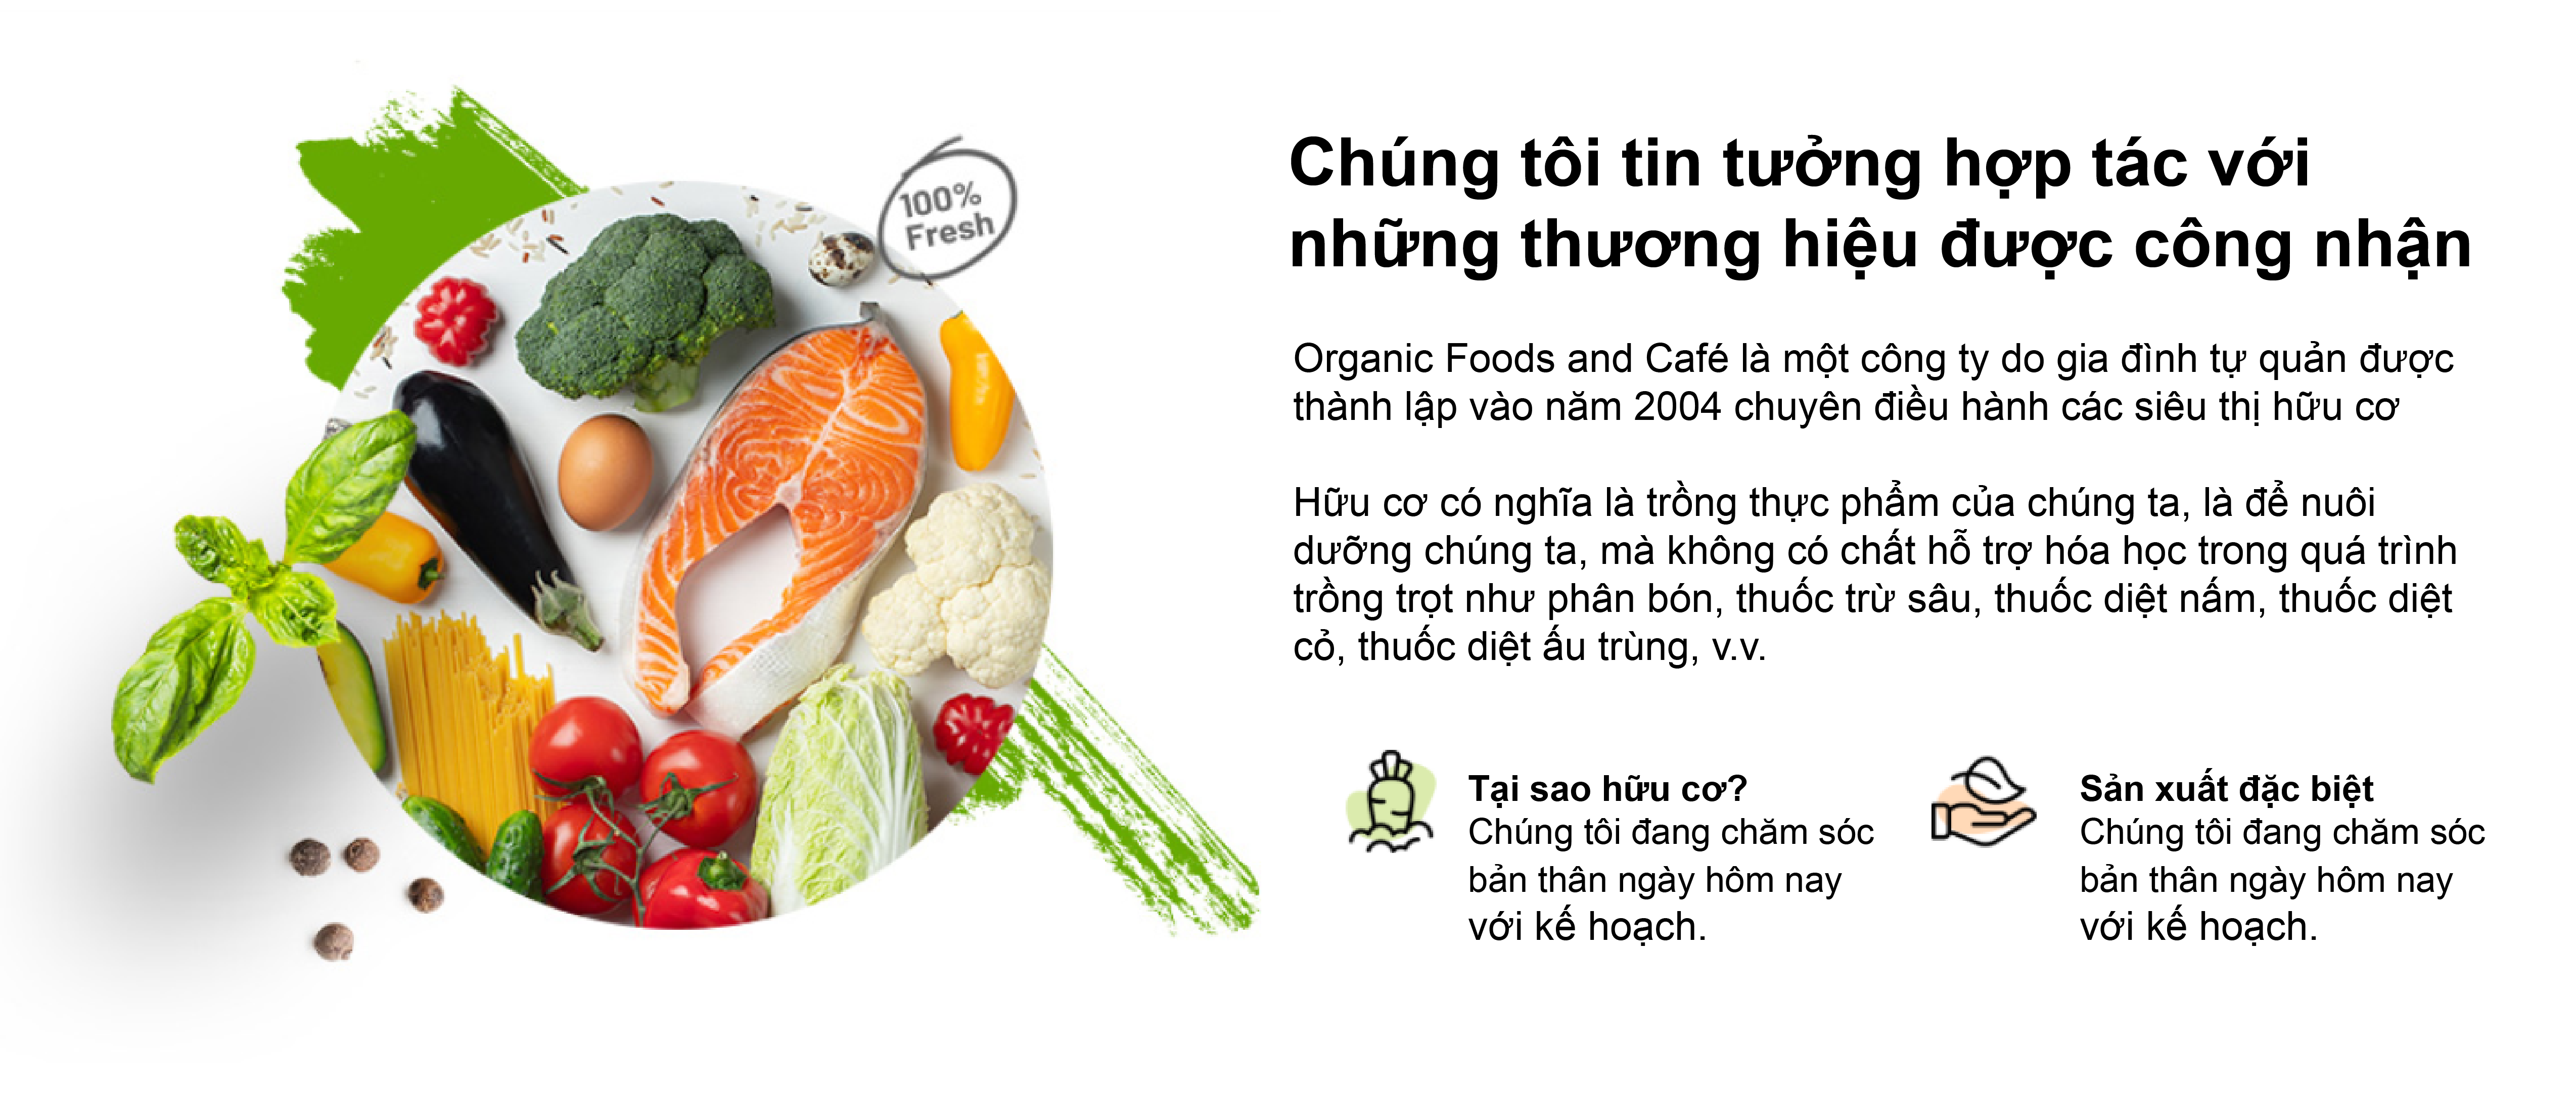 100%
Fresh
Chúng tôi tin tưởng hợp tác với
những thương hiệu được công nhận
Organic Foods and Café là một công ty do gia đình tự quản được
thành lập vào năm 2004 chuyên điều hành các siêu thị hữu cơ
Hữu cơ có nghĩa là trồng thực phẩm của chúng ta, là để nuôi
dưỡng chúng ta, mà không có chất hỗ trợ hóa học trong quá trình
trồng trọt như phân bón, thuốc trừ sâu, thuốc diệt nấm, thuốc diệt
cỏ, thuốc diệt ấu trùng, v.v.
Tại sao hữu cơ?
Chúng tôi đang chăm sóc
bản thân ngày hôm nay
với kế hoạch.
Sản xuất đặc biệt
Chúng tôi đang chăm sóc
bản thân ngày hôm nay
với kế hoạch.